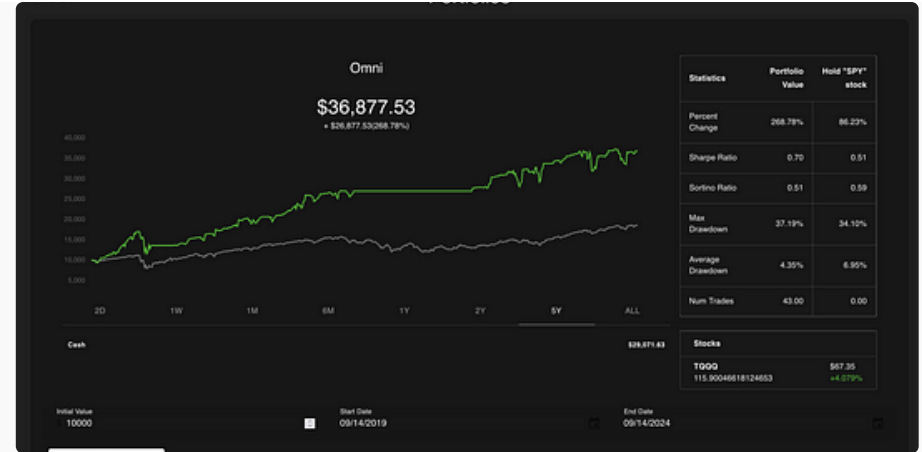 Omni
$36,877.53
+ $26,877.53(268.78%)
40,000
35,000
30,000
25,000
20,000
15,000
10,000
5,000
2D 1W 1M 6M 1Y 2Y 5Y ALL
Cash $29,071.63
Statistics Portfolio Value Hold "SPY" stock
Percent Change 268.78% 86.23%
Sharpe Ratio 0.70 0.51
Sortino Ratio 0.51 0.59
Max Drawdown 37.19% 34.10%
Average Drawdown 4.35% 6.95%
Num Trades 43.00 0.00
Stocks
TQQQ $67.35
115.90046618124653 +4.079%
Initial Value Start Date End Date
10000 09/14/2019 09/14/2024